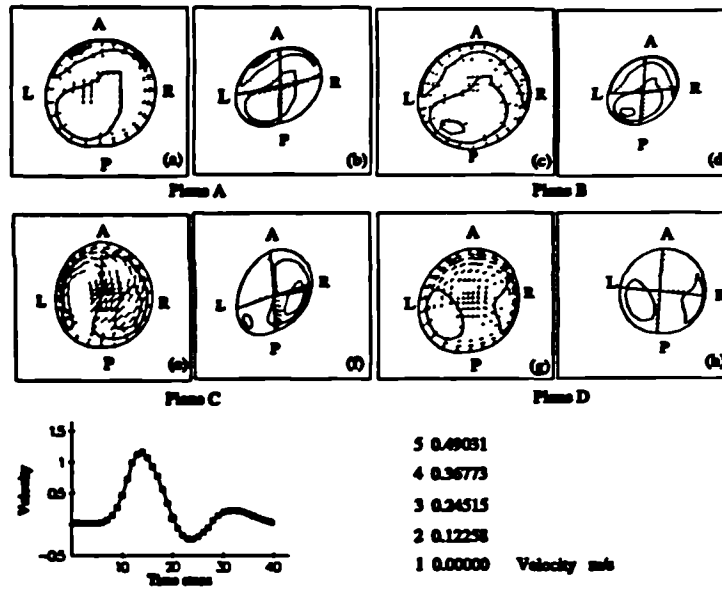 A A A A
L R L L R L R
P P P P
(a) (b) (c) (d)
Plane A Plane B
A A A A
L R L R L R L R
P P P P
(e) (f) (g) (h)
Plane C Plane D
1.5
1
0.5
-0.5
Velocity
10 20 30 40
Time steps
5 0.49031
4 0.36773
3 0.24515
2 0.12258
1 0.00000 Velocity m/s